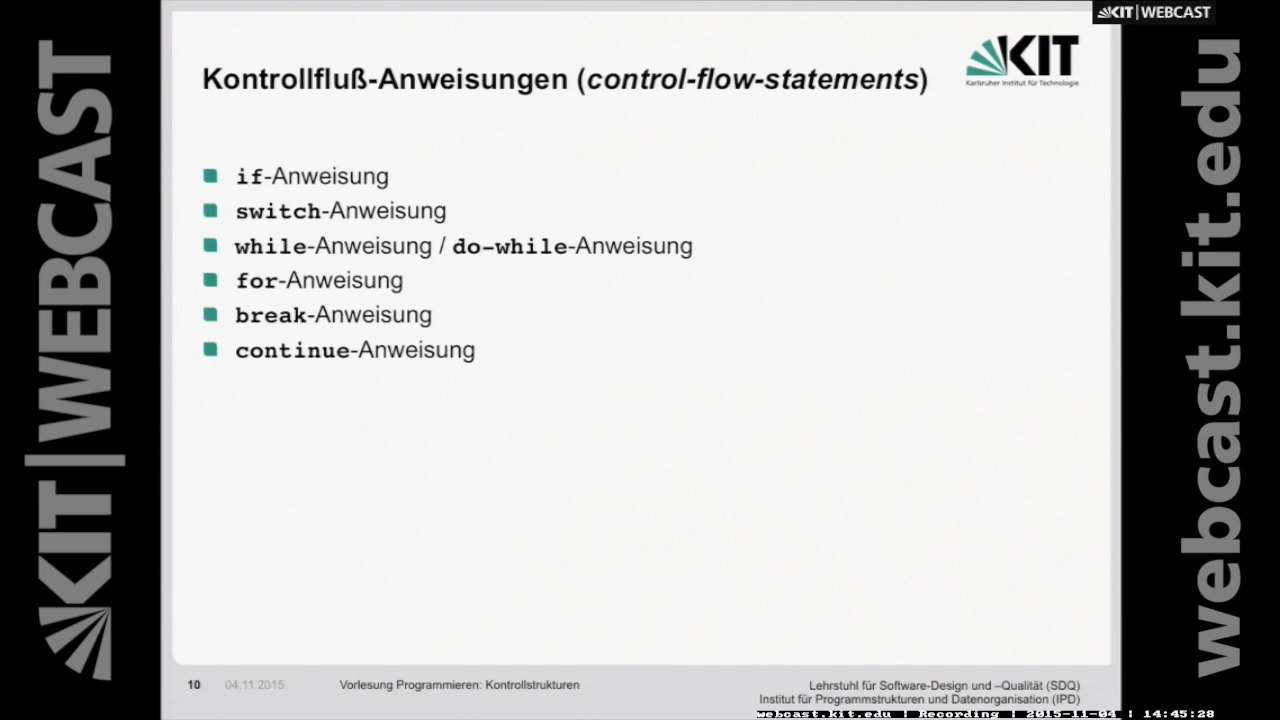 KIT|WEBCAST
KIT|WEBCAST
webcast.kit.edu
KIT
Karlsruher Institut für Technologie
Kontrollfluß-Anweisungen (control-flow-statements)
if-Anweisung
switch-Anweisung
while-Anweisung / do-while-Anweisung
for-Anweisung
break-Anweisung
continue-Anweisung
10 04.11.2015 Vorlesung Programmieren: Kontrollstrukturen
Lehrstuhl für Software-Design und –Qualität (SDQ)
Institut für Programmstrukturen und Datenorganisation (IPD)
webcast.kit.edu | Recording | 2015-11-04 | 14:45:28